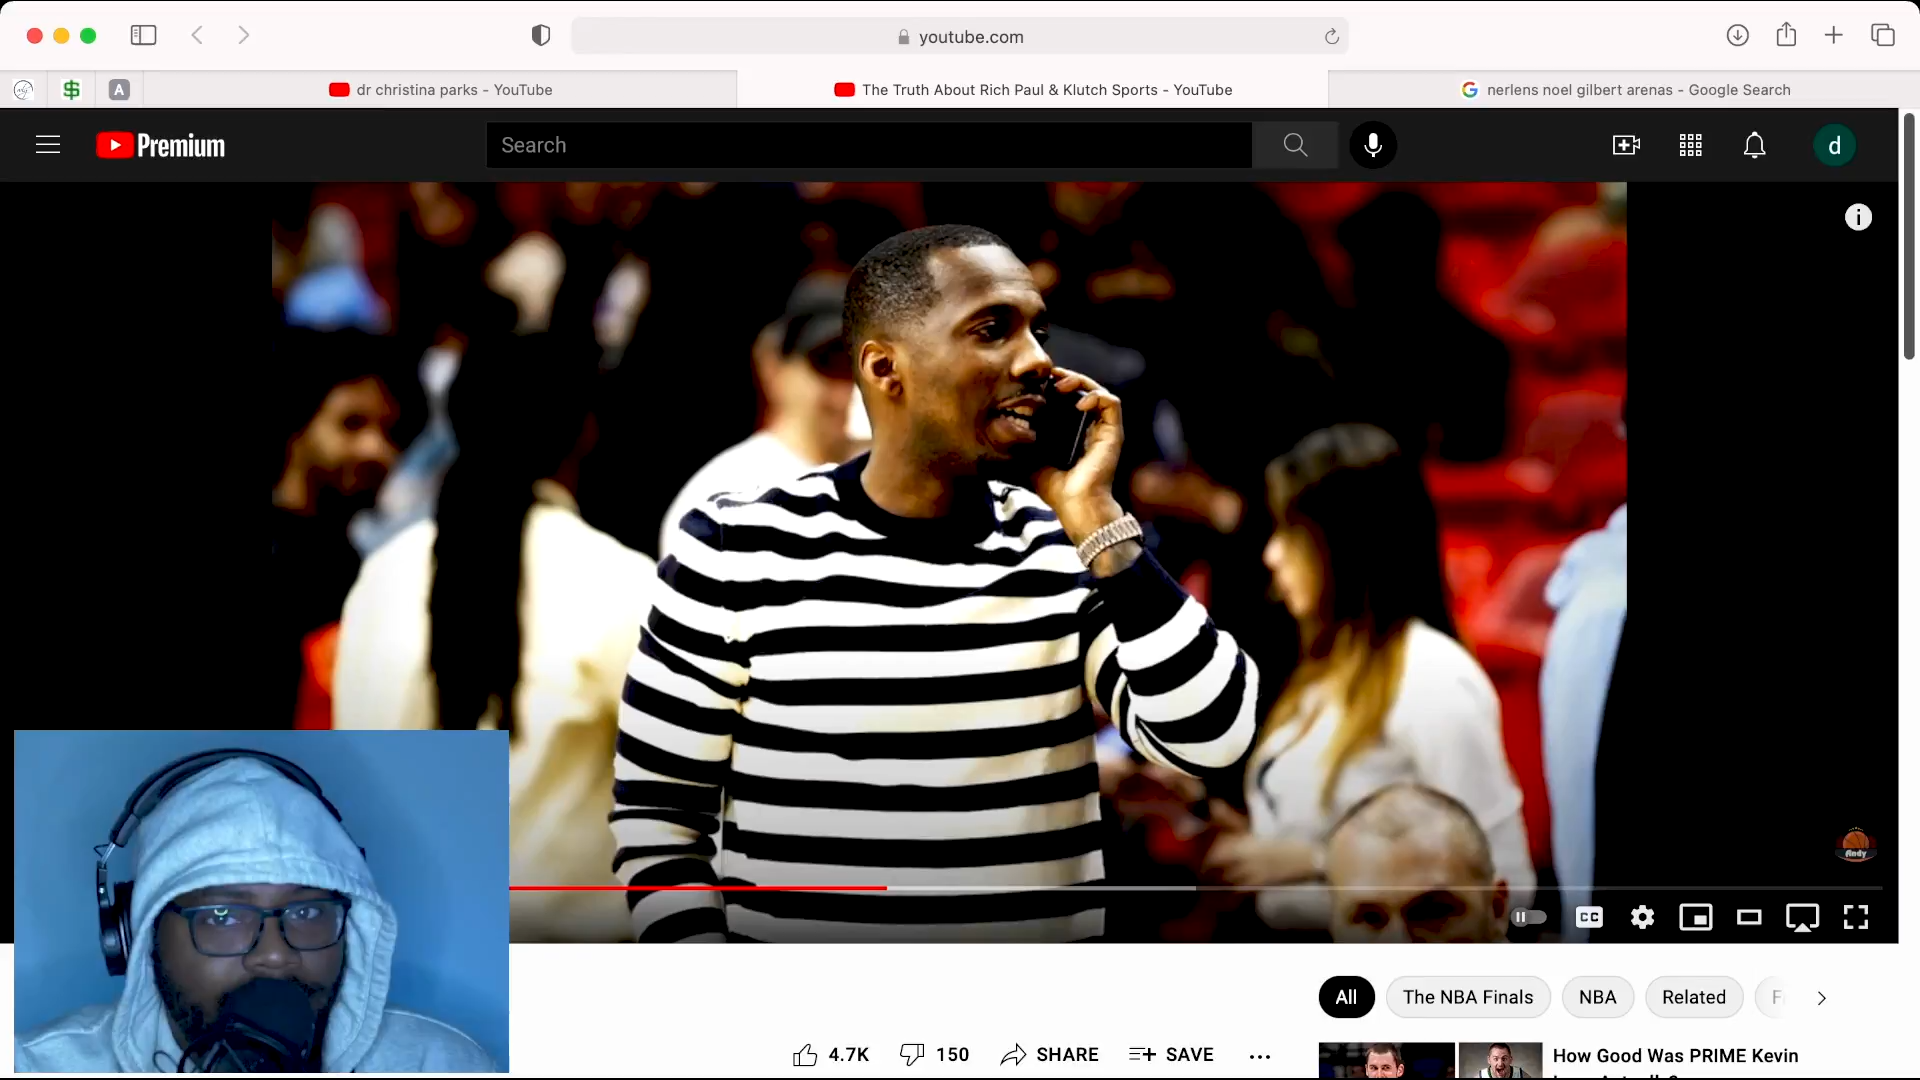 youtube.com
A
dr christina parks - YouTube
The Truth About Rich Paul & Klutch Sports - YouTube
nerlens noel gilbert arenas - Google Search
Premium
Search
d
Andy
CC
All
The NBA Finals
NBA
Related
4.7K
150
SHARE
SAVE
How Good Was PRIME Kevin